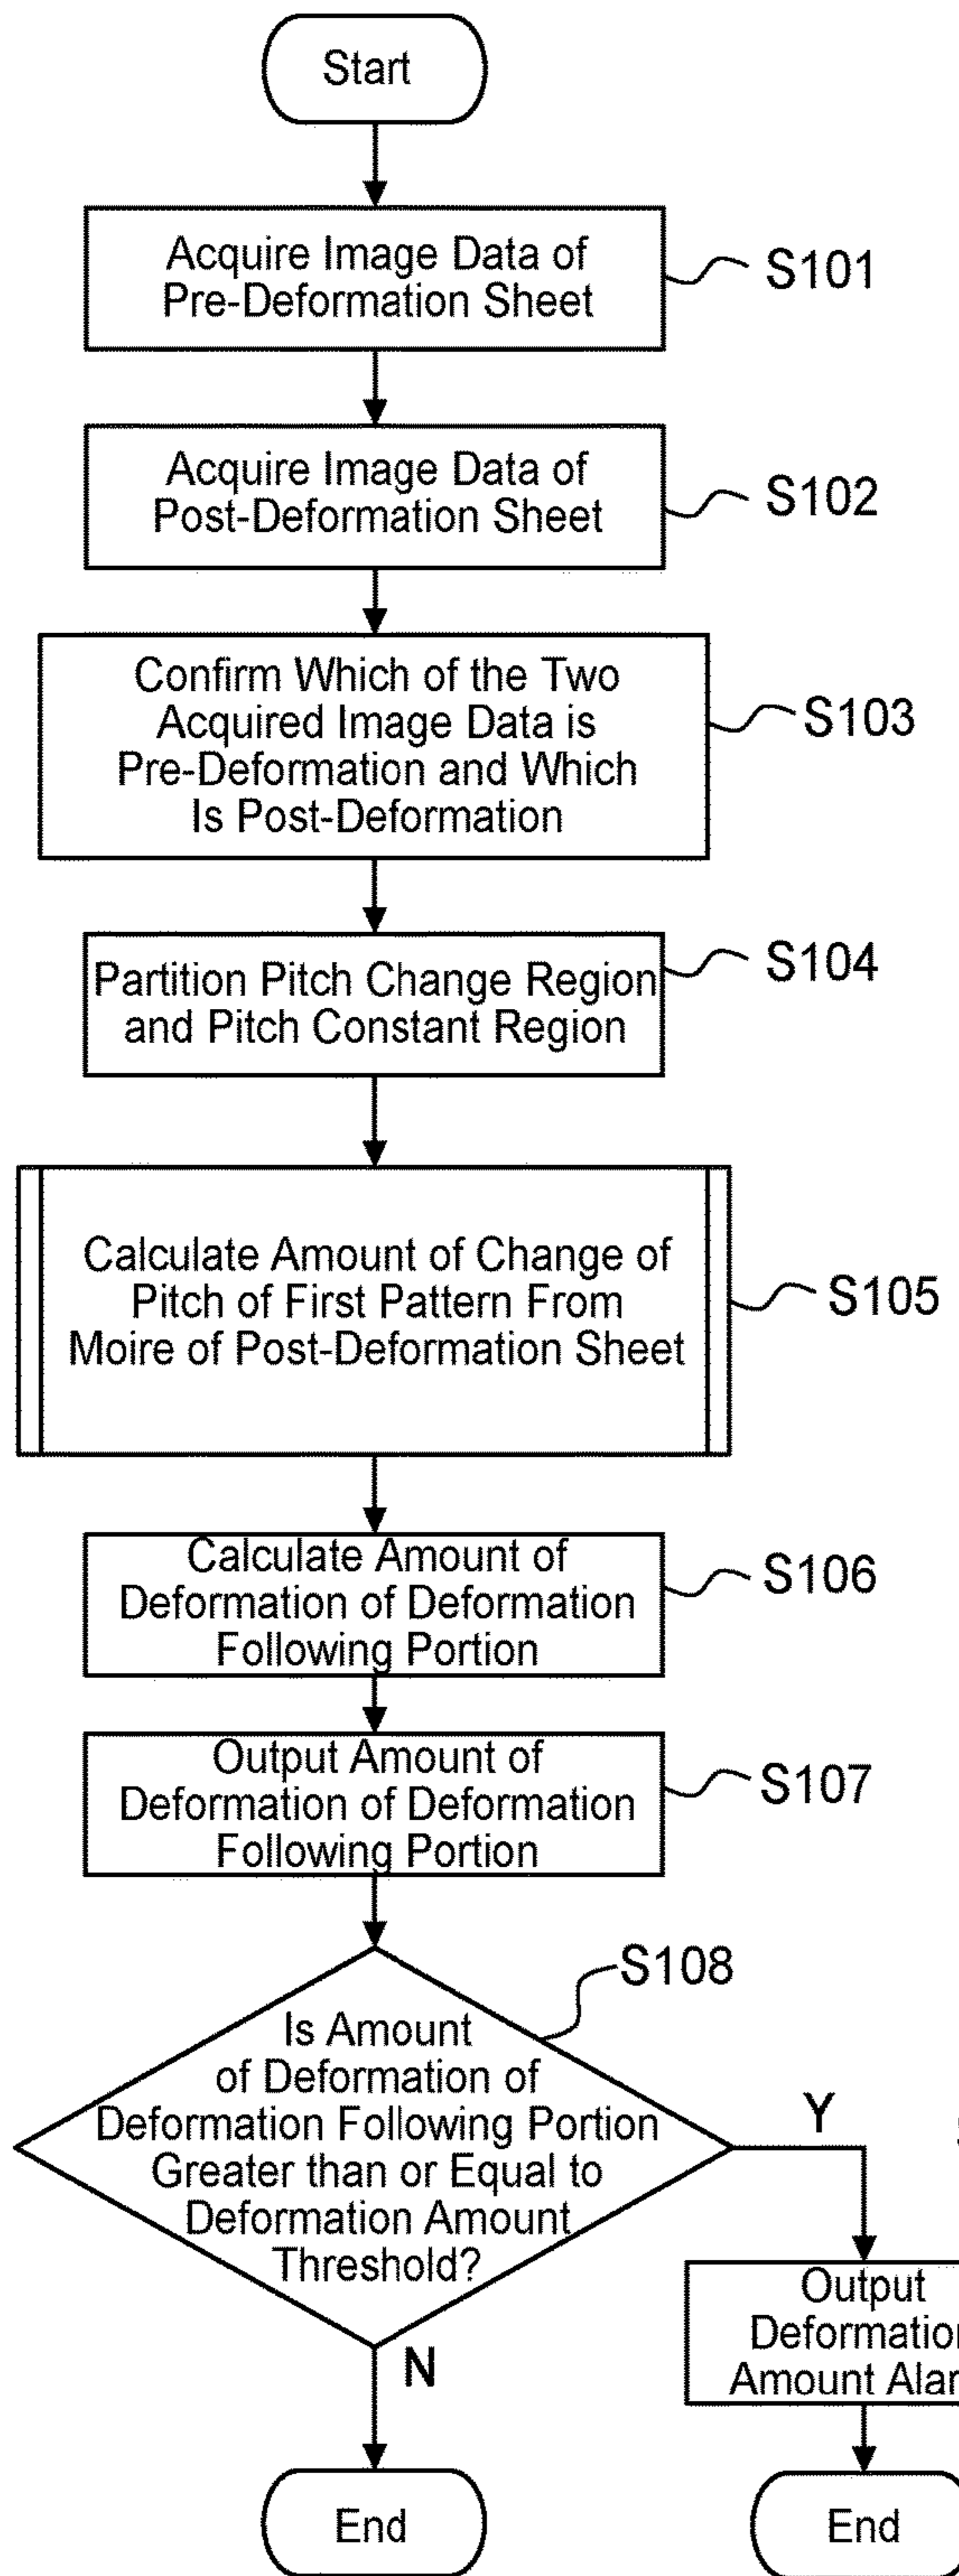 Start
Acquire Image Data of
Pre-Deformation Sheet
S101
Acquire Image Data of
Post-Deformation Sheet
S102
Confirm Which of the Two
Acquired Image Data is
Pre-Deformation and Which
Is Post-Deformation
S103
Partition Pitch Change Region
and Pitch Constant Region
S104
Calculate Amount of Change of
Pitch of First Pattern From
Moire of Post-Deformation Sheet
S105
Calculate Amount of
Deformation of Deformation
Following Portion
S106
Output Amount of
Deformation of Deformation
Following Portion
S107
S108
Is Amount
of Deformation of
Deformation Following Portion
Greater than or Equal to
Deformation Amount
Threshold?
Y
N
Output
Amount
End
End